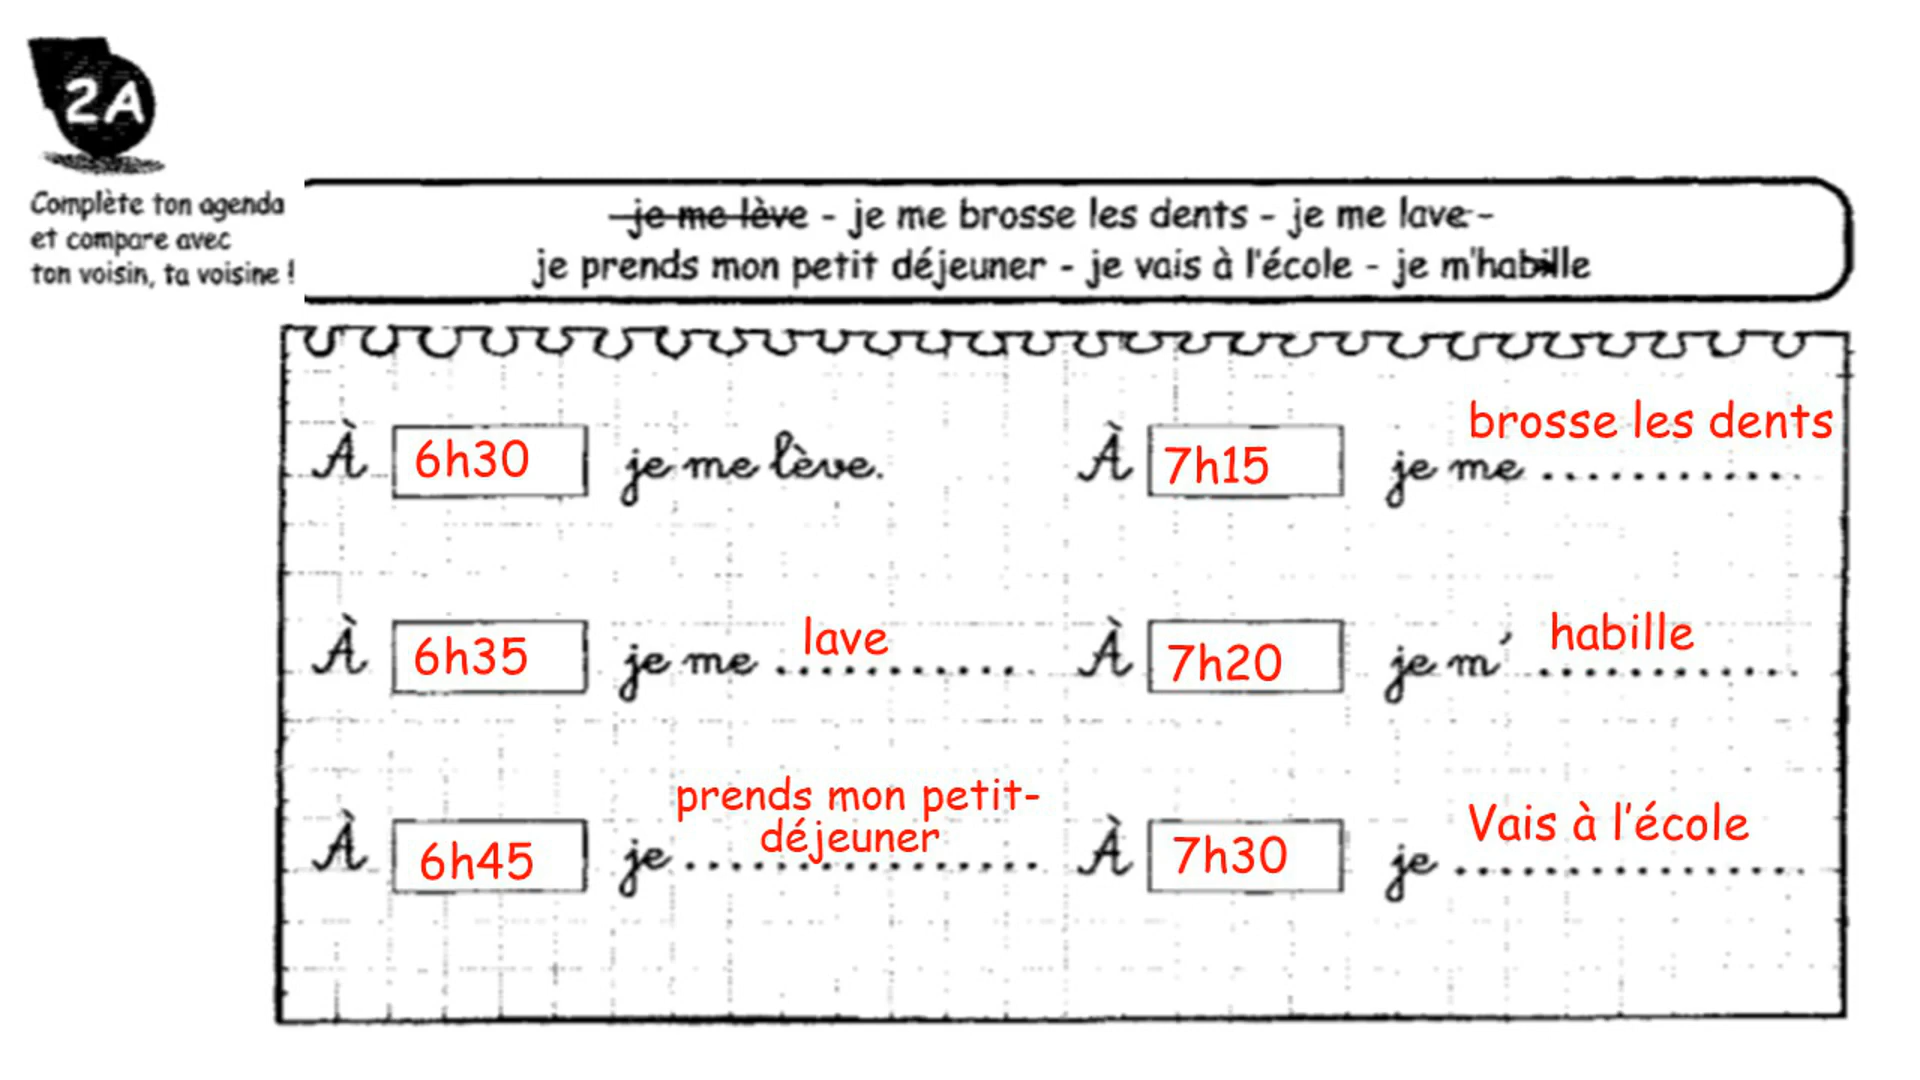 2A
Complète ton agenda
et compare avec
ton voisin, ta voisine !
je me lève - je me brosse les dents - je me lave -
je prends mon petit déjeuner - je vais à l'école - je m'habille
À 6h30 je me lève.
À 7h15 je me brosse les dents
À 6h35 je me lave
À 7h20 je m' habille
À 6h45 je prends mon petit-
déjeuner
À 7h30 je Vais à l'école